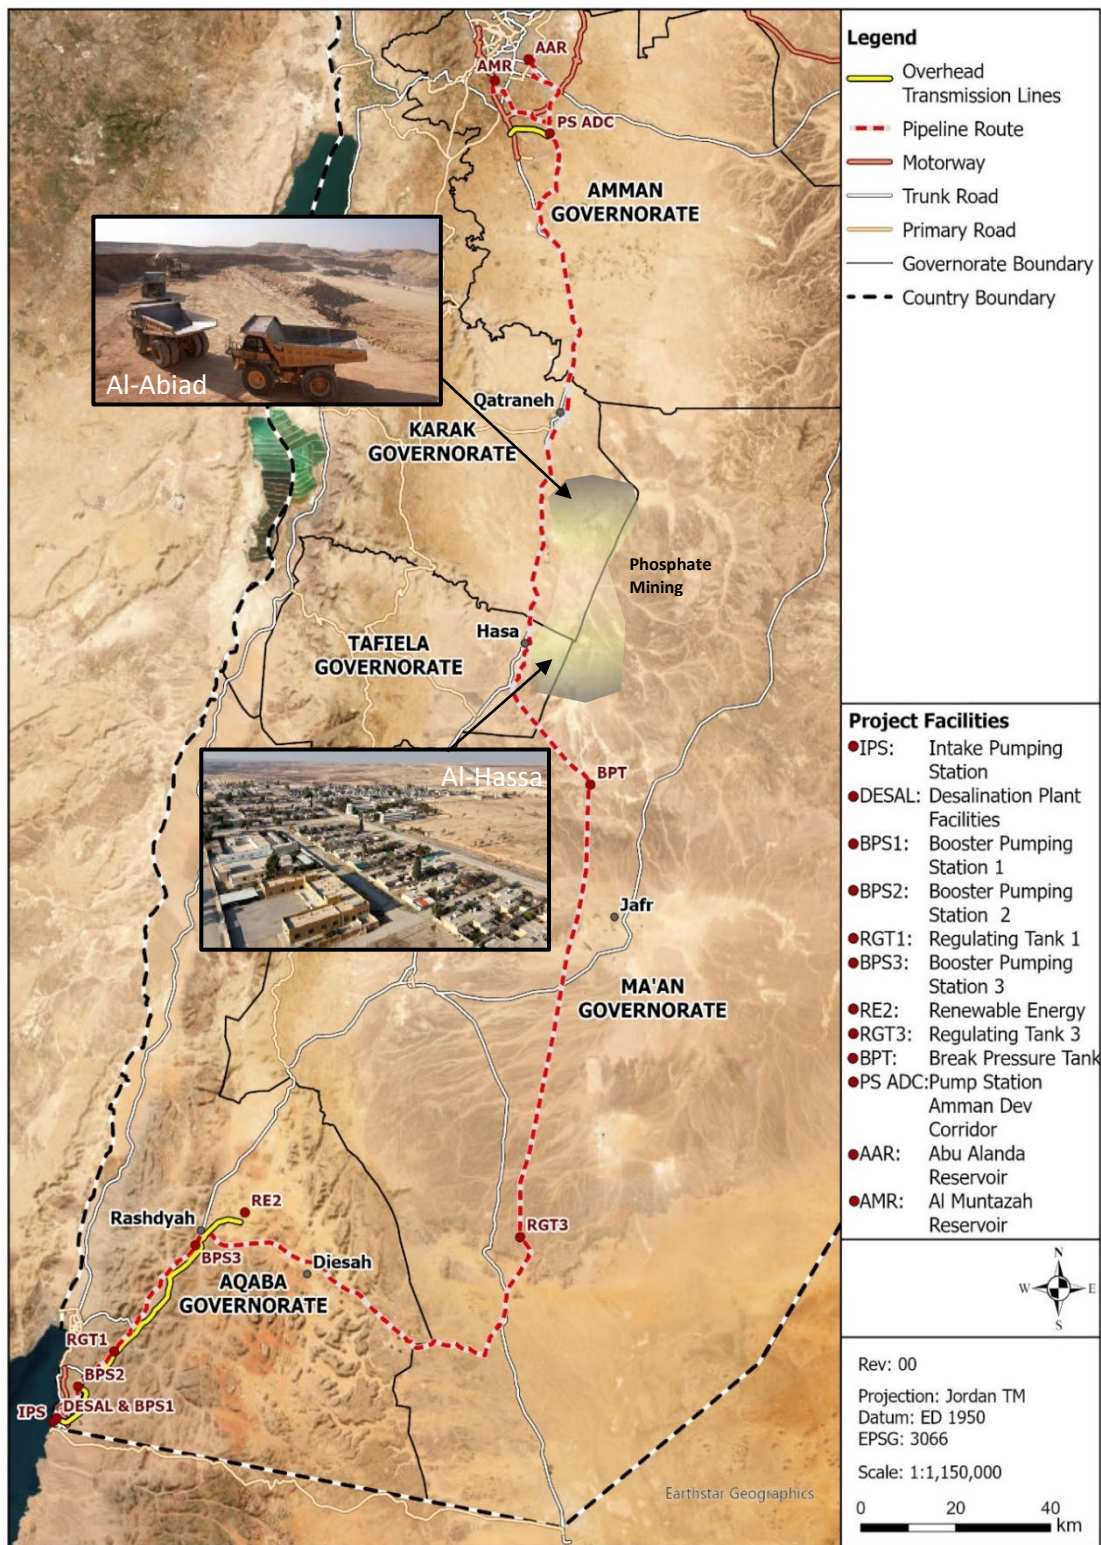 AAR
AMR
PS ADC
AMMAN
GOVERNORATE
Al-Abiad
Qatraneh
KARAK
GOVERNORATE
Phosphate
Mining
Hasa
TAFIELA
GOVERNORATE
Al-Hassa
BPT
Jafr
MA'AN
GOVERNORATE
RE2
Rashdyah
BPS3
RGT3
Diesah
AQABA
GOVERNORATE
RGT1
BPS2
DESAL & BPS1
IPS
Earthstar Geographics
Legend
Overhead
Transmission Lines
Pipeline Route
Motorway
Trunk Road
Primary Road
Governorate Boundary
Country Boundary
Project Facilities
IPS: Intake Pumping
Station
DESAL: Desalination Plant
Facilities
BPS1: Booster Pumping
Station 1
BPS2: Booster Pumping
Station 2
RGT1: Regulating Tank 1
BPS3: Booster Pumping
Station 3
RE2: Renewable Energy
RGT3: Regulating Tank 3
BPT: Break Pressure Tank
PS ADC: Pump Station
Amman Dev
Corridor
AAR: Abu Alanda
Reservoir
AMR: Al Muntazah
Reservoir
N
W E
S
Rev: 00
Projection: Jordan TM
Datum: ED 1950
EPSG: 3066
Scale: 1:1,150,000
0 20 40
km